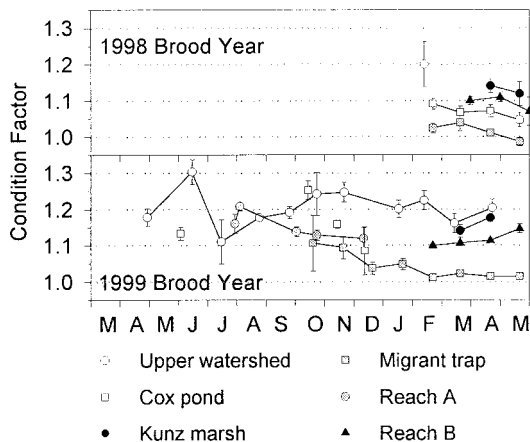 1.3
1998 Brood Year
1.2
1.1
1.0
Condition Factor
1.3
1.2
1.1
1999 Brood Year
1.0
M A M J J A S O N D J F M A M
Upper watershed
Migrant trap
Cox pond
Reach A
Kunz marsh
Reach B